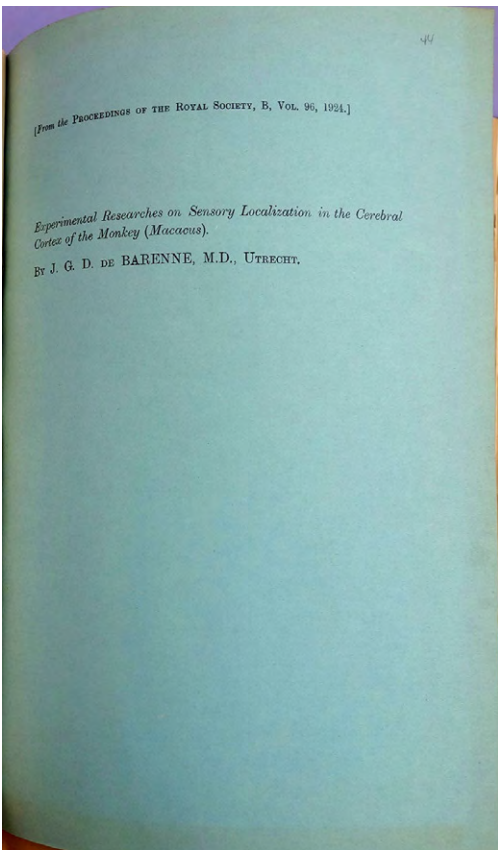 44
[From the PROCEEDINGS OF THE ROYAL SOCIETY, B, VOL. 96, 1924.]
Experimental Researches on Sensory Localization in the Cerebral
Cortex of the Monkey (Macacus).
BY J. G. D. DE BARENNE, M.D., UTRECHT.